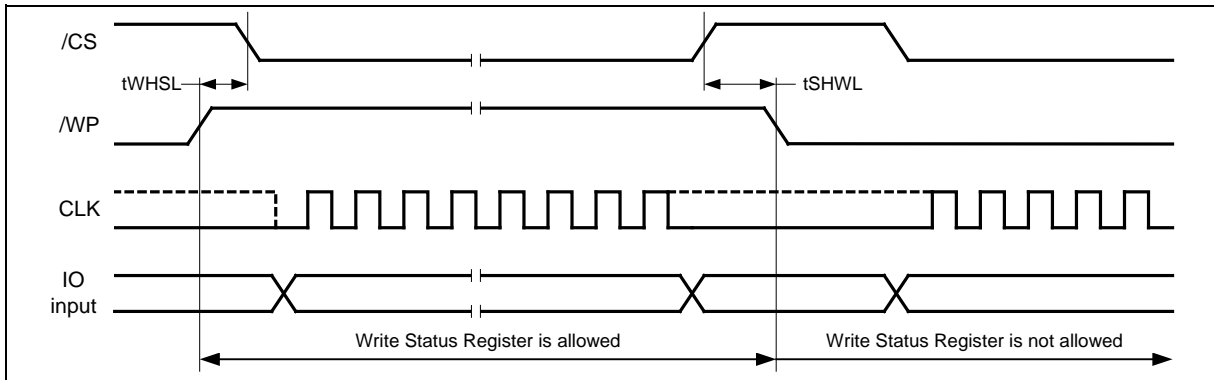 /CS
tWHSL
tSHWL
/WP
CLK
IO
input
Write Status Register is allowed
Write Status Register is not allowed